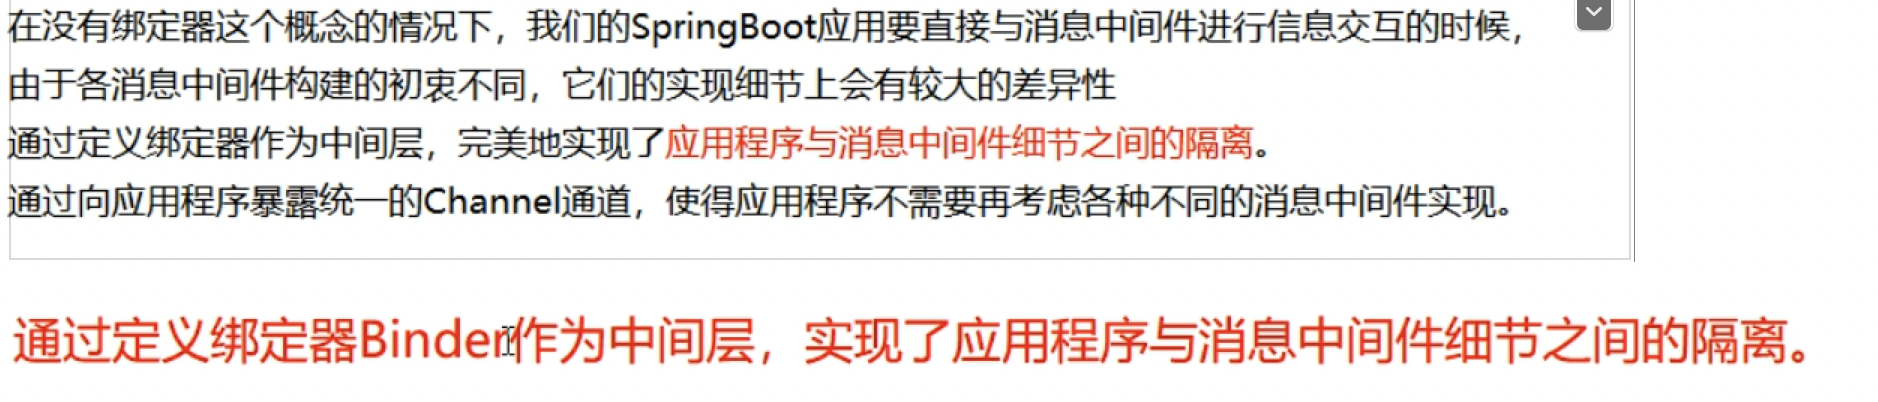 在没有绑定器这个概念的情况下，我们的SpringBoot应用要直接与消息中间件进行信息交互的时候，
由于各消息中间件构建的初衷不同，它们的实现细节上会有较大的差异性
通过定义绑定器作为中间层，完美地实现了应用程序与消息中间件细节之间的隔离。
通过向应用程序暴露统一的Channel通道，使得应用程序不需要再考虑各种不同的消息中间件实现。
通过定义绑定器Binder作为中间层，实现了应用程序与消息中间件细节之间的隔离。